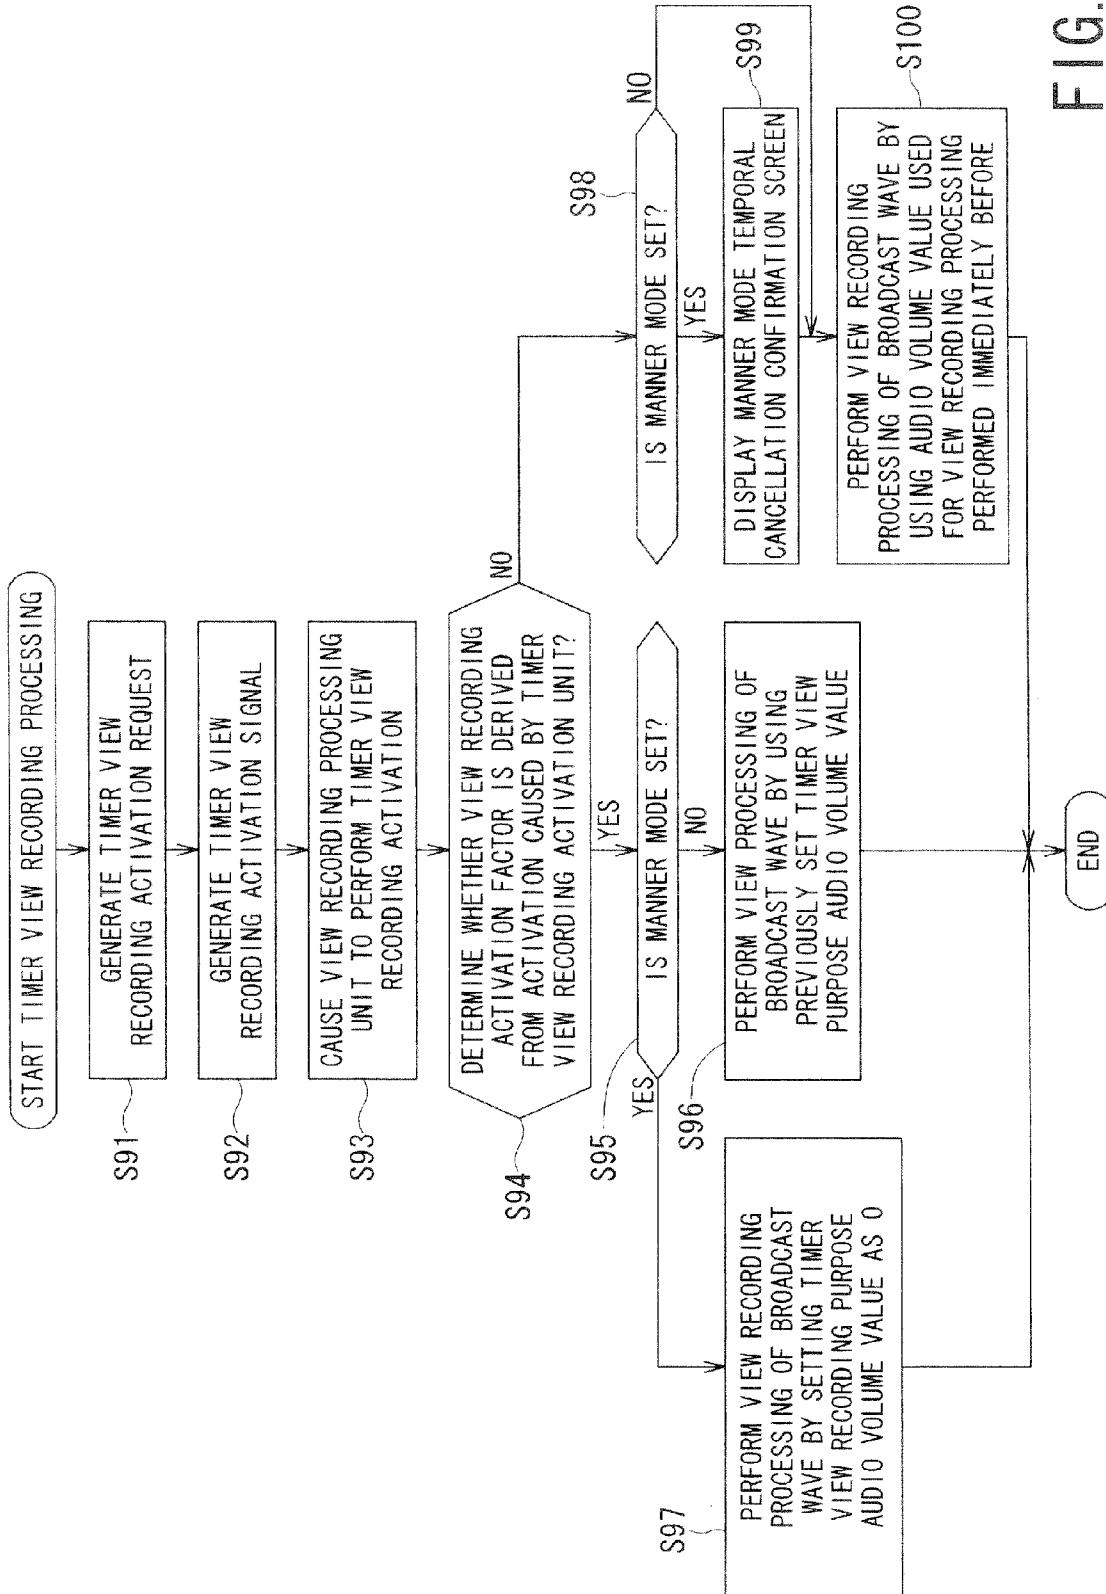 START TIMER VIEW RECORDING PROCESSING
S91
GENERATE TIMER VIEW
RECORDING ACTIVATION REQUEST
S92
GENERATE TIMER VIEW
RECORDING ACTIVATION SIGNAL
S93
CAUSE VIEW RECORDING PROCESSING
UNIT TO PERFORM TIMER VIEW
RECORDING ACTIVATION
S94
DETERMINE WHETHER VIEW RECORDING
ACTIVATION FACTOR IS DERIVED
FROM ACTIVATION CAUSED BY TIMER
VIEW RECORDING ACTIVATION UNIT?
NO
YES
S95
IS MANNER MODE SET?
YES
NO
S96
PERFORM VIEW PROCESSING OF
BROADCAST WAVE BY USING
PREVIOUSLY SET TIMER VIEW
PURPOSE AUDIO VOLUME VALUE
S97
PERFORM VIEW RECORDING
PROCESSING OF BROADCAST
WAVE BY SETTING TIMER
VIEW RECORDING PURPOSE
AUDIO VOLUME VALUE AS 0
S98
IS MANNER MODE SET?
NO
YES
S99
DISPLAY MANNER MODE TEMPORAL
CANCELLATION CONFIRMATION SCREEN
S100
PERFORM VIEW RECORDING
PROCESSING OF BROADCAST WAVE BY
USING AUDIO VOLUME VALUE USED
FOR VIEW RECORDING PROCESSING
PERFORMED IMMEDIATELY BEFORE
END
FIG.